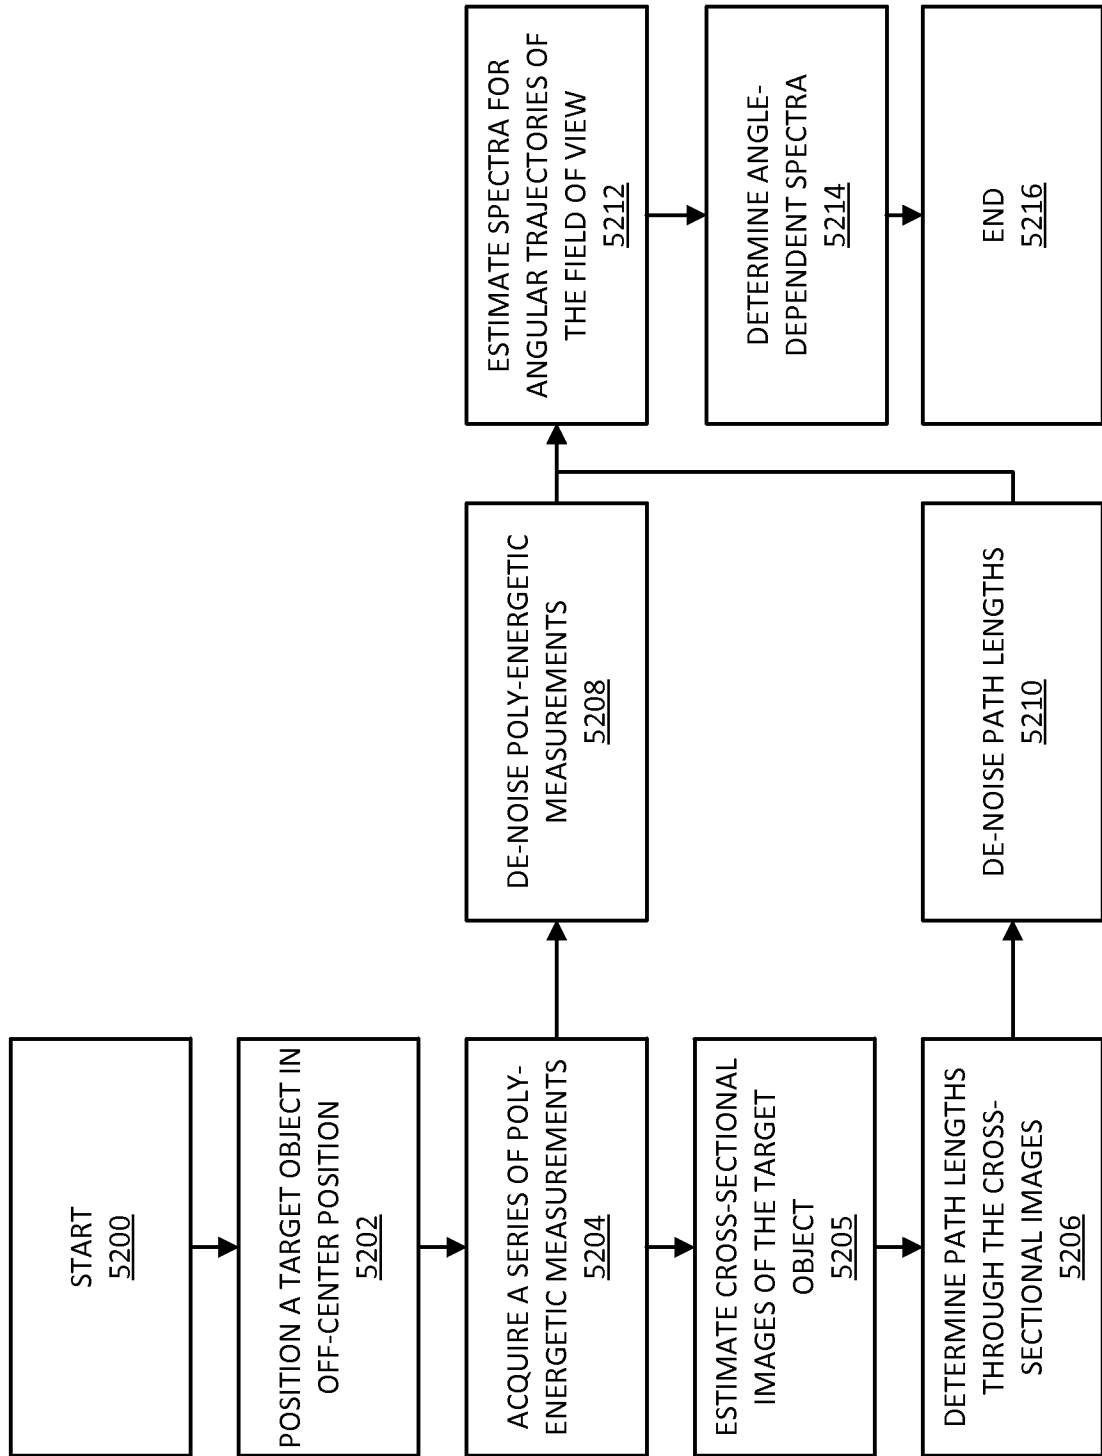 START
5200
POSITION A TARGET OBJECT IN
OFF-CENTER POSITION
5202
ACQUIRE A SERIES OF POLY-
ENERGETIC MEASUREMENTS
5204
ESTIMATE CROSS-SECTIONAL
IMAGES OF THE TARGET
OBJECT
5205
DETERMINE PATH LENGTHS
THROUGH THE CROSS-
SECTIONAL IMAGES
5206
DE-NOISE POLY-ENERGETIC
MEASUREMENTS
5208
DE-NOISE PATH LENGTHS
5210
ESTIMATE SPECTRA FOR
ANGULAR TRAJECTORIES OF
THE FIELD OF VIEW
5212
DETERMINE ANGLE-
DEPENDENT SPECTRA
5214
END
5216